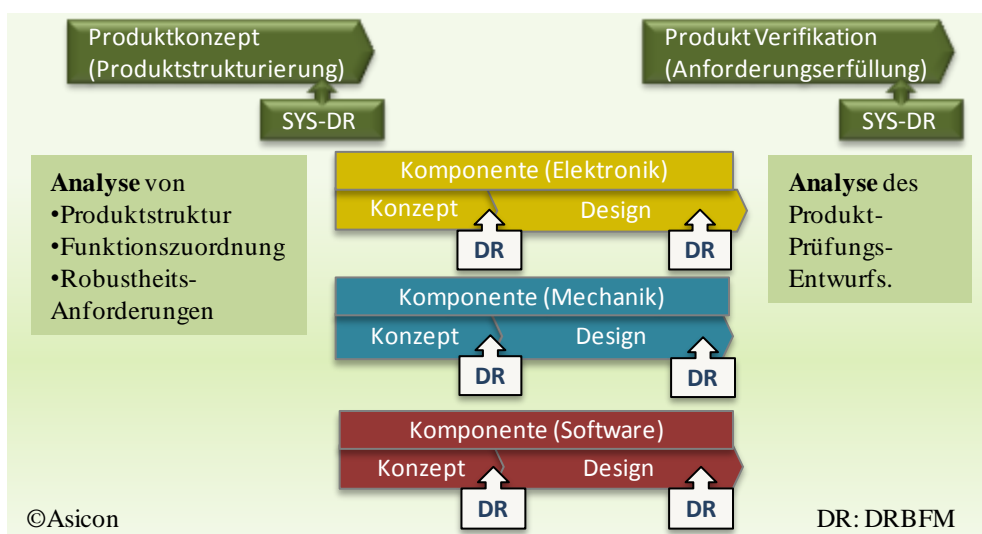 Produktkonzept
(Produktstrukturierung)
SYS-DR
Produkt Verifikation
(Anforderungserfüllung)
SYS-DR
Analyse von
•Produktstruktur
•Funktionszuordnung
•Robustheits-
Anforderungen
Komponente (Elektronik)
Konzept
Design
DR
DR
Komponente (Mechanik)
Konzept
Design
DR
DR
Komponente (Software)
Konzept
Design
DR
DR
Analyse des
Produkt-
Prüfungs-
Entwurfs.
©Asicon
DR: DRBFM